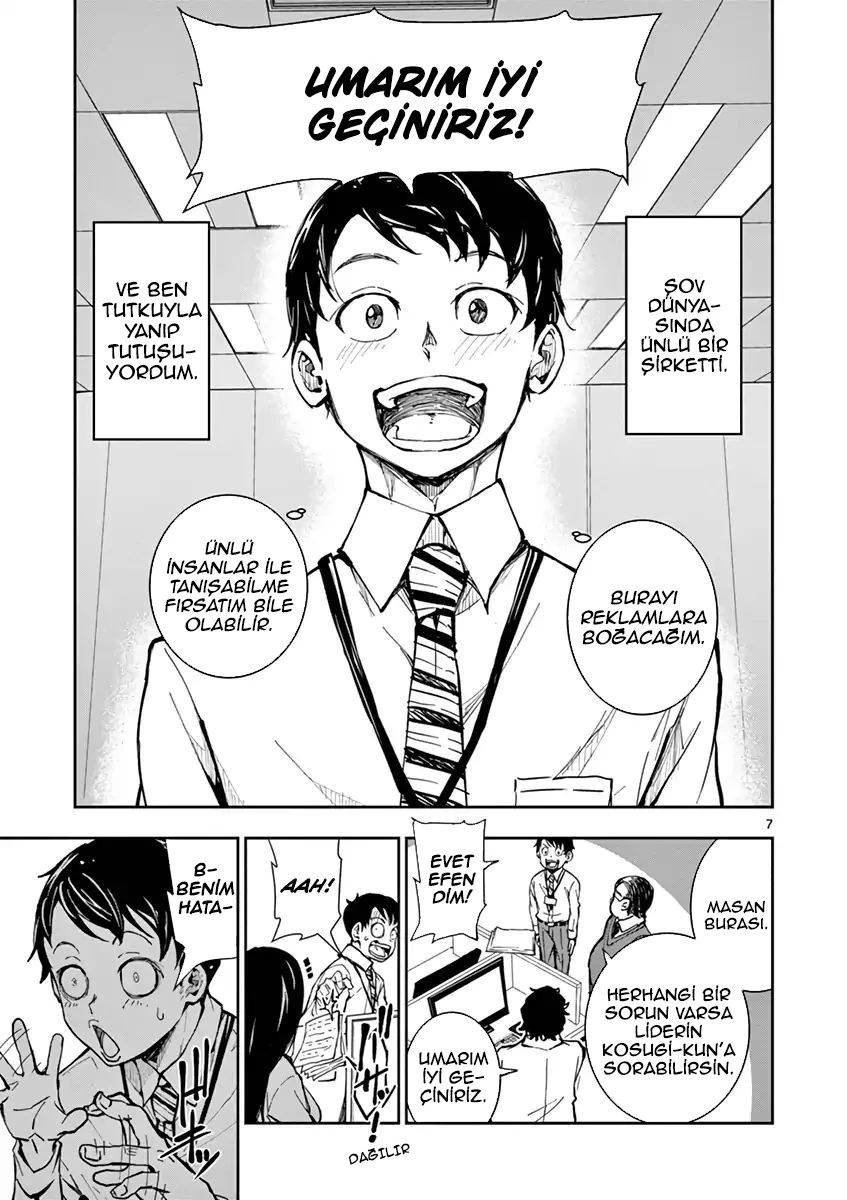 UMARIM İYİ
GEÇİNİRİZ!
ŞOV
DÜNYA-
SINDA
ÜNLÜ BİR
ŞİRKETTİ.
VE BEN
TUTKUYLA
YANIP
TUTUŞU-
YORDUM.
BURAYI
REKLAMLARA
BOĞACAĞIM.
ÜNLÜ
İNSANLAR İLE
TANIŞABİLME
FIRSATIM BİLE
OLABİLİR.
7
MASAN
BURASI.
HERHANGİ BİR
SORUN VARSA
LİDERİN
KOSUGI-KUN'A
SORABİLİRSİN.
EVET
EFEN
DİM!
UMARIM
İYİ GE-
ÇİNİRİZ.
AAH!
バサッ!
DAĞILIR
B-
BENİM
HATA-